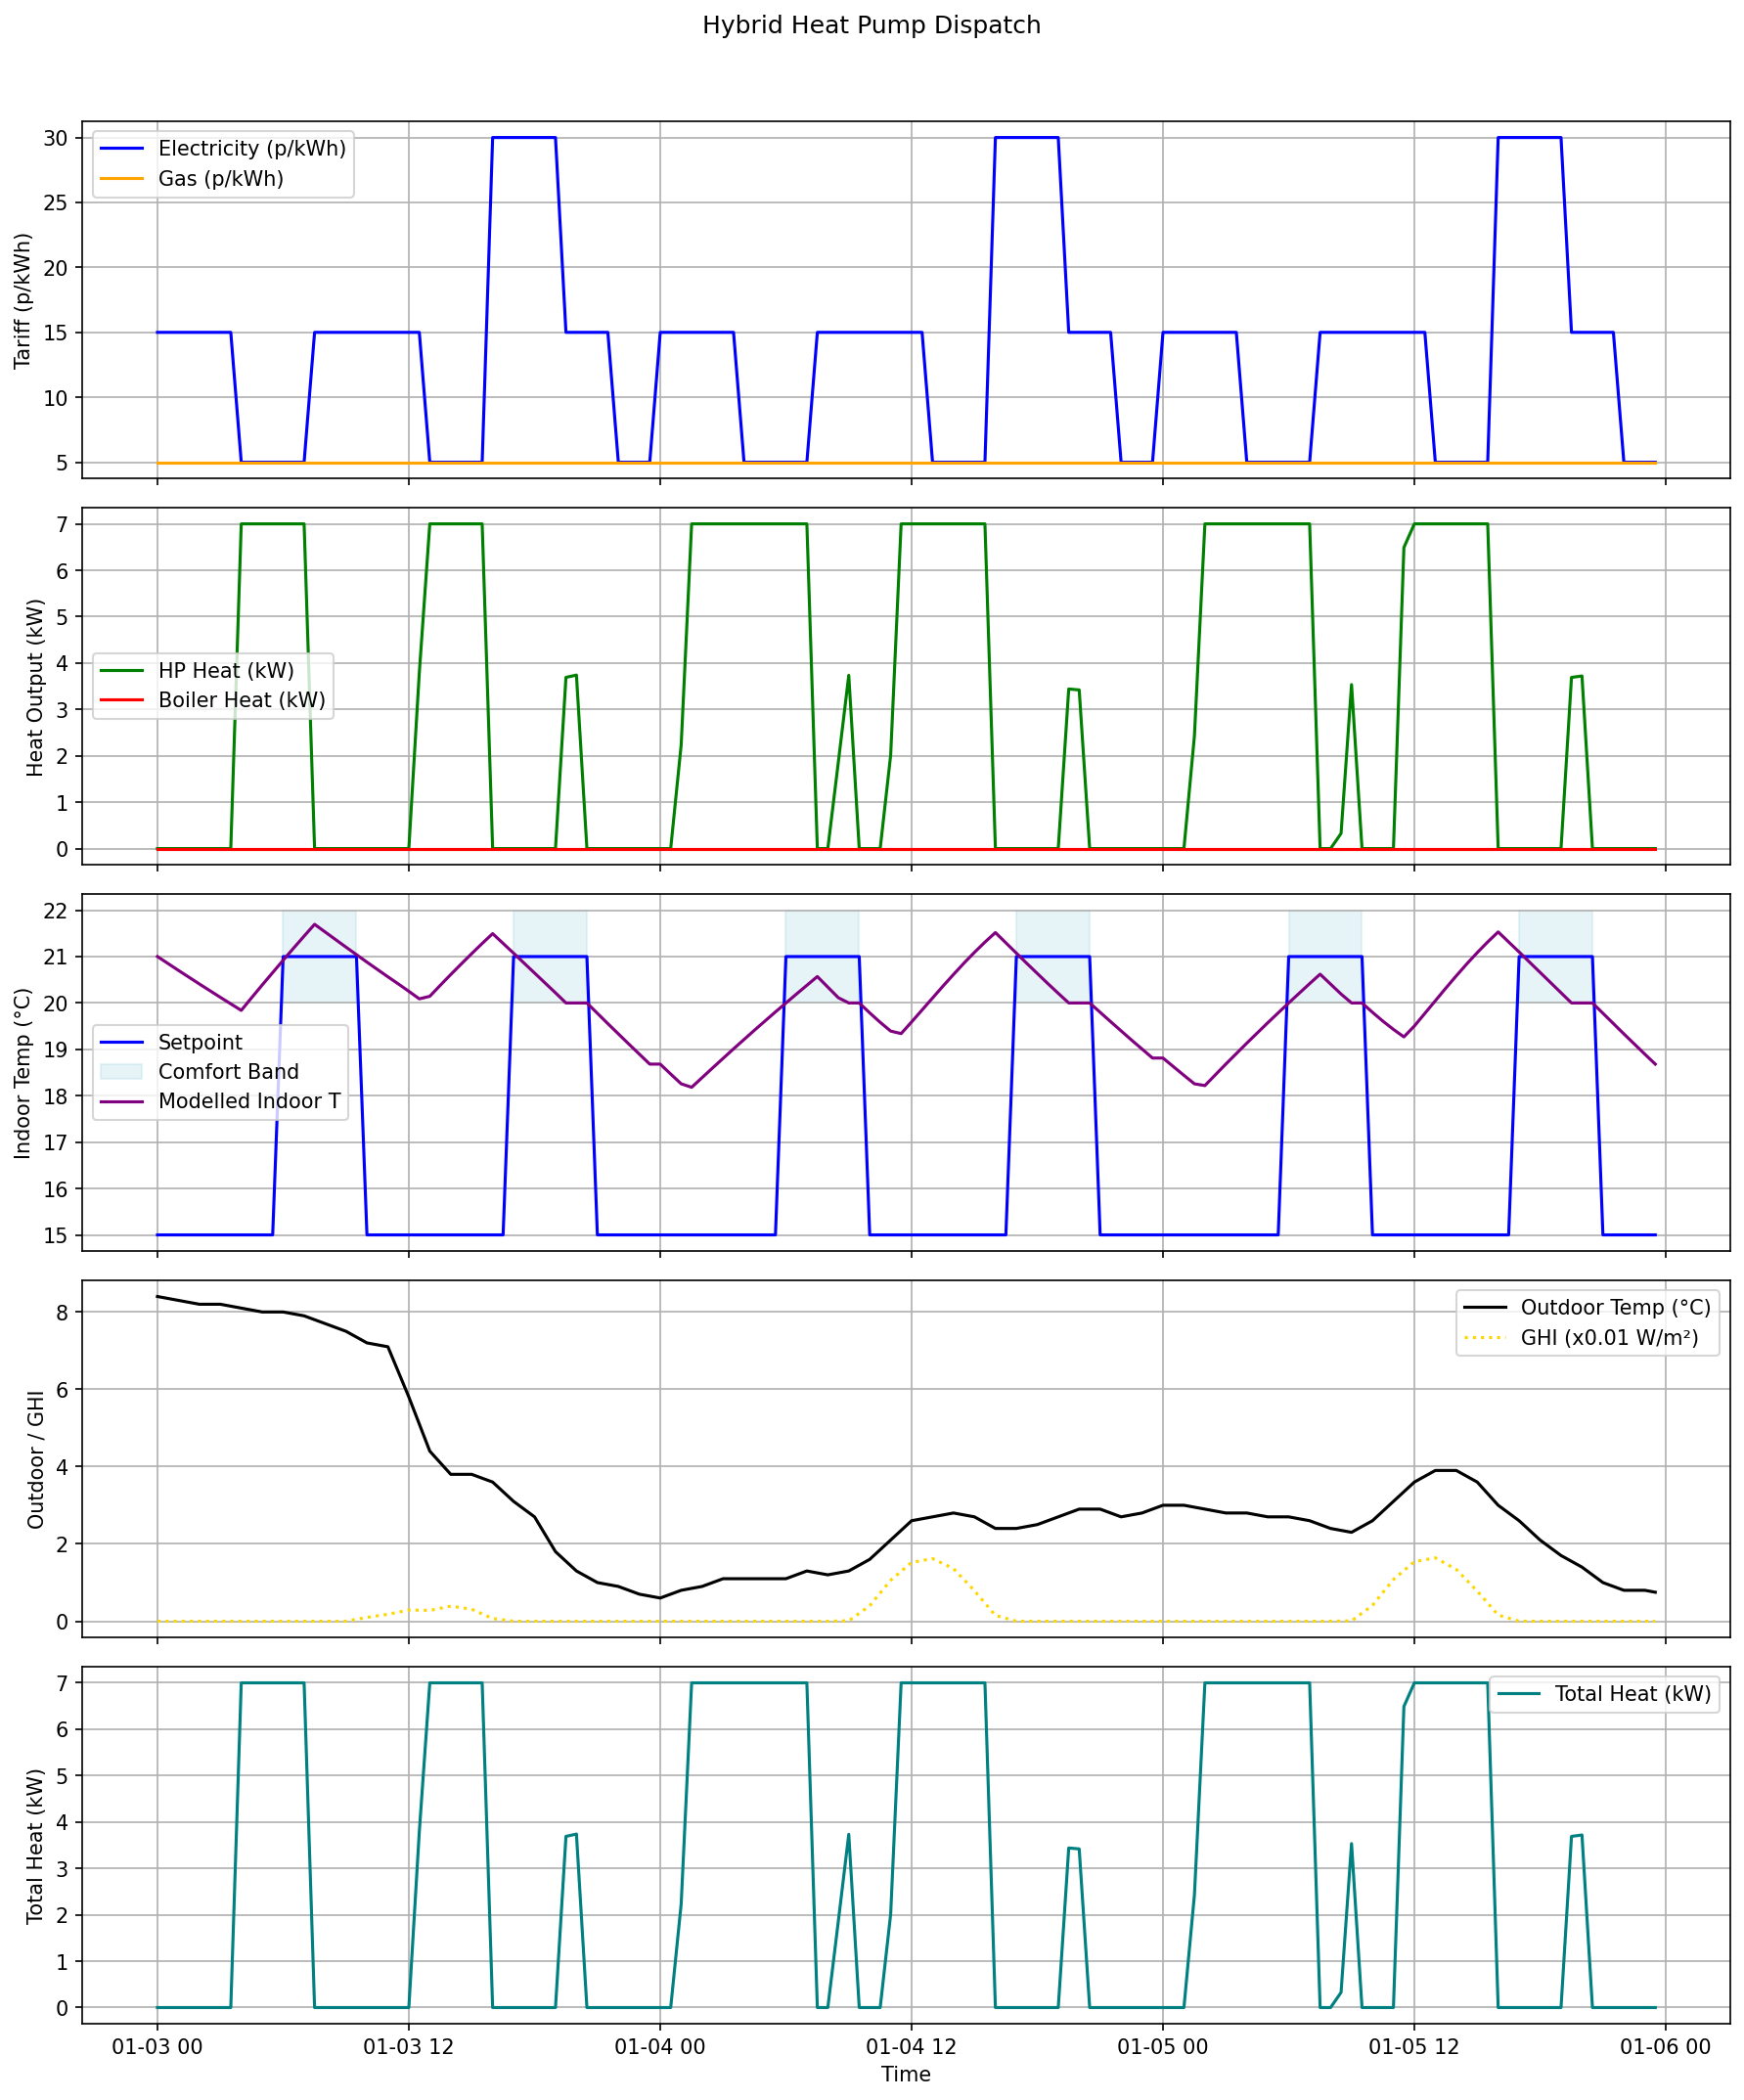 Hybrid Heat Pump Dispatch
Tariff (p/kWh)
30
25
20
15
10
5
Electricity (p/kWh)
Gas (p/kWh)
Heat Output (kW)
7
6
5
4
3
2
1
0
HP Heat (kW)
Boiler Heat (kW)
Indoor Temp (°C)
22
21
20
19
18
17
16
15
Setpoint
Comfort Band
Modelled Indoor T
Outdoor / GHI
8
6
4
2
0
Outdoor Temp (°C)
GHI (x0.01 W/m²)
Total Heat (kW)
7
6
5
4
3
2
1
0
Total Heat (kW)
01-03 00
01-03 12
01-04 00
01-04 12
01-05 00
01-05 12
01-06 00
Time